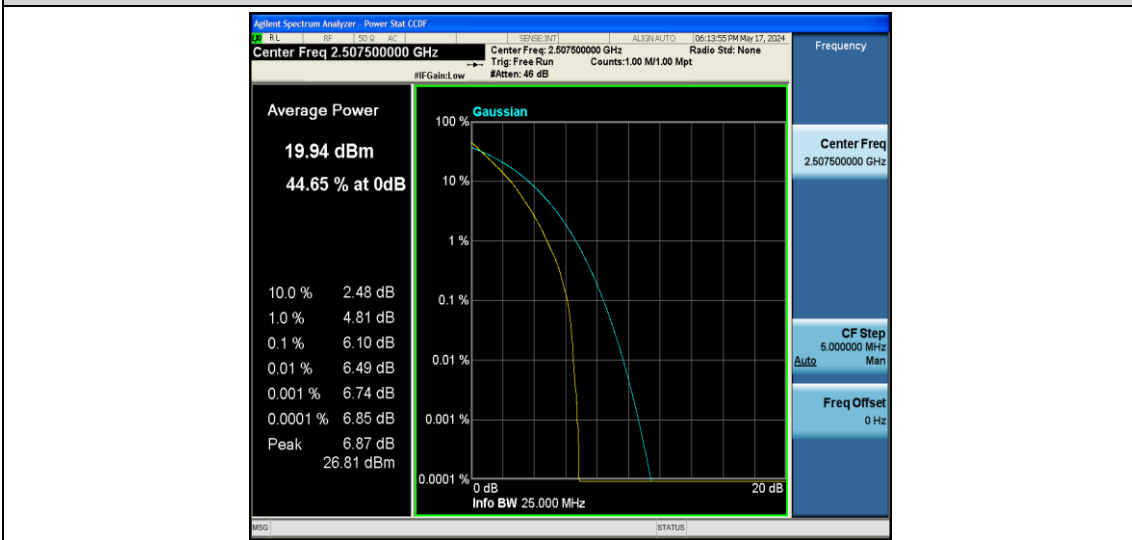 Agilent Spectrum Analyzer - Power Stat CCDF
RL RF 50 Ω AC SENSE:INT ALIGN AUTO 06:13:55 PM May 17, 2024
Center Freq 2.507500000 GHz
Center Freq: 2.507500000 GHz Radio Std: None
Trig: Free Run Counts:1.00 M/1.00 Mpt
#IFGain:Low #Atten: 46 dB
Frequency
Average Power
19.94 dBm
44.65 % at 0dB
10.0 % 2.48 dB
1.0 % 4.81 dB
0.1 % 6.10 dB
0.01 % 6.49 dB
0.001 % 6.74 dB
0.0001 % 6.85 dB
Peak 6.87 dB
26.81 dBm
Gaussian
100 %
10 %
1 %
0.1 %
0.01 %
0.001 %
0.0001 %
0 dB 20 dB
Info BW 25.000 MHz
Center Freq
2.507500000 GHz
CF Step
5.000000 MHz
Auto Man
Freq Offset
0 Hz
MSG STATUS